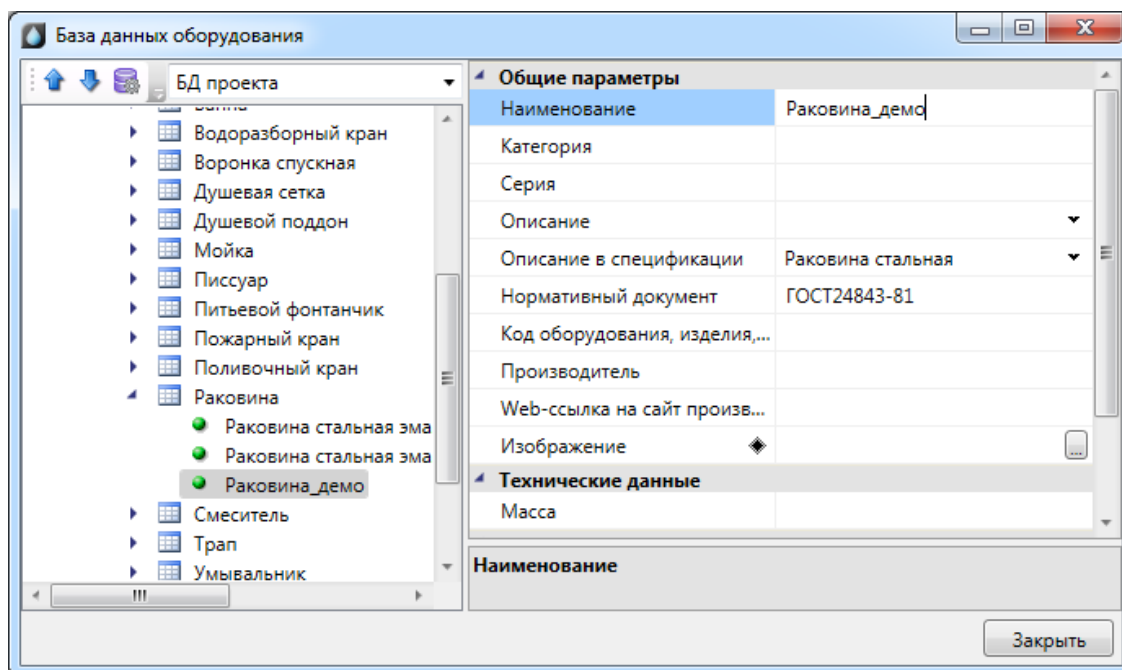 База данных оборудования
БД проекта
Ванна
Водоразборный кран
Воронка спускная
Душевая сетка
Душевой поддон
Мойка
Писсуар
Питьевой фонтанчик
Пожарный кран
Поливочный кран
Раковина
Раковина стальная эма
Раковина стальная эма
Раковина_демо
Смеситель
Трап
Умывальник
Общие параметры
Наименование Раковина_демо
Категория
Серия
Описание
Описание в спецификации Раковина стальная
Нормативный документ ГОСТ24843-81
Код оборудования, изделия,...
Производитель
Web-ссылка на сайт произв...
Изображение ...
Технические данные
Масса
Наименование
Закрыть